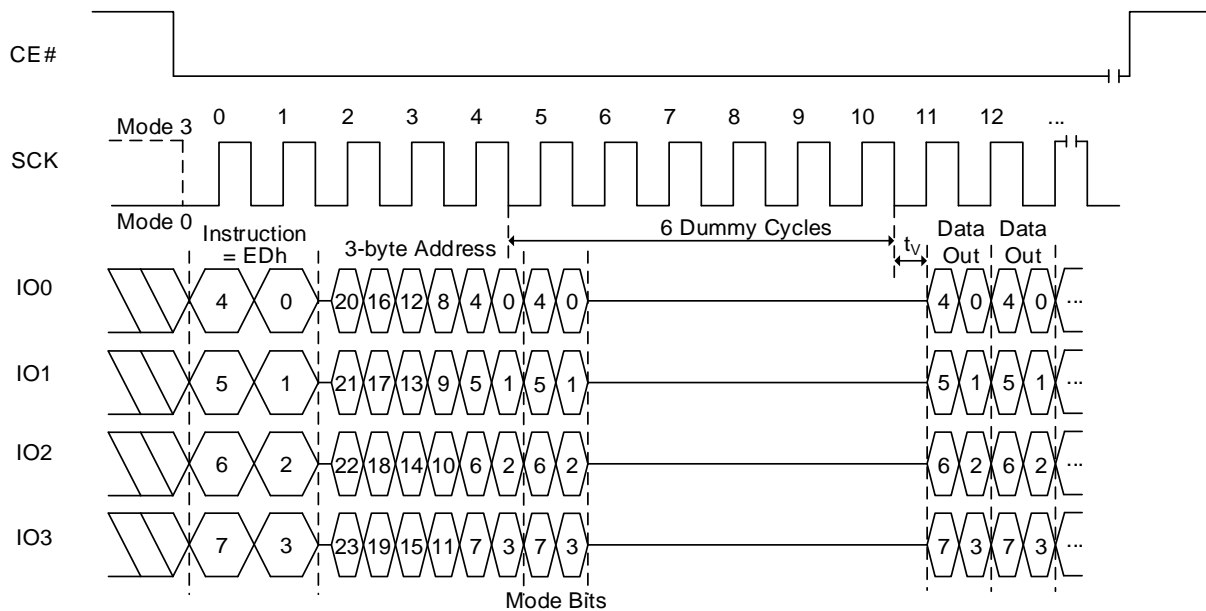 CE#
0 1 2 3 4 5 6 7 8 9 10 11 12 ...
Mode 3
SCK
Mode 0
Instruction
= EDh
3-byte Address
6 Dummy Cycles
tV
Data
Out
Data
Out
IO0 4 0 20 16 12 8 4 0 4 0 4 0 4 0 ...
IO1 5 1 21 17 13 9 5 1 5 1 5 1 5 1 ...
IO2 6 2 22 18 14 10 6 2 6 2 6 2 6 2 ...
IO3 7 3 23 19 15 11 7 3 7 3 7 3 7 3 ...
Mode Bits